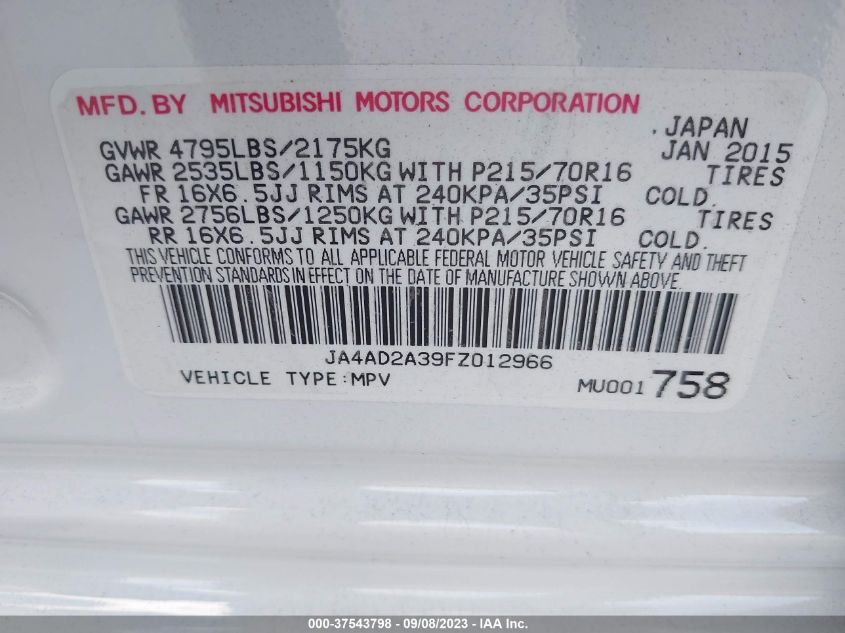 MFD. BY MITSUBISHI MOTORS CORPORATION
. JAPAN
GVWR 4795LBS/2175KG JAN 2015
GAWR 2535LBS/1150KG WITH P215/70R16 TIRES
FR 16X6.5JJ RIMS AT 240KPA/35PSI COLD.
GAWR 2756LBS/1250KG WITH P215/70R16 TIRES
RR 16X6.5JJ RIMS AT 240KPA/35PSI COLD.
THIS VEHICLE CONFORMS TO ALL APPLICABLE FEDERAL MOTOR VEHICLE SAFETY AND THEFT
PREVENTION STANDARDS IN EFFECT ON THE DATE OF MANUFACTURE SHOWN ABOVE.
JA4AD2A39FZ012966
VEHICLE TYPE:MPV MU001758
000-37543798 - 09/08/2023 - IAA Inc.